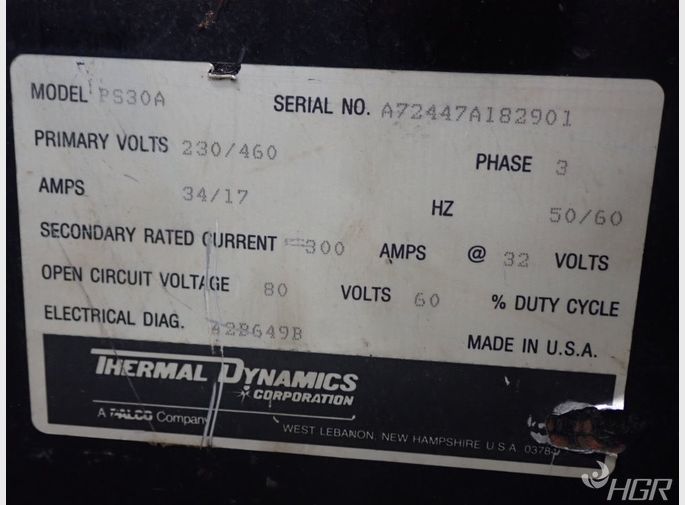 MODEL PS30A SERIAL NO. A72447A182901
PRIMARY VOLTS 230/460 PHASE 3
AMPS 34/17 HZ 50/60
SECONDARY RATED CURRENT 300 AMPS @ 32 VOLTS
OPEN CIRCUIT VOLTAGE 80 VOLTS 60 % DUTY CYCLE
ELECTRICAL DIAG. 42B649B MADE IN U.S.A.
THERMAL DYNAMICS
CORPORATION
A Company
WEST LEBANON, NEW HAMPSHIRE U.S.A.
HGR